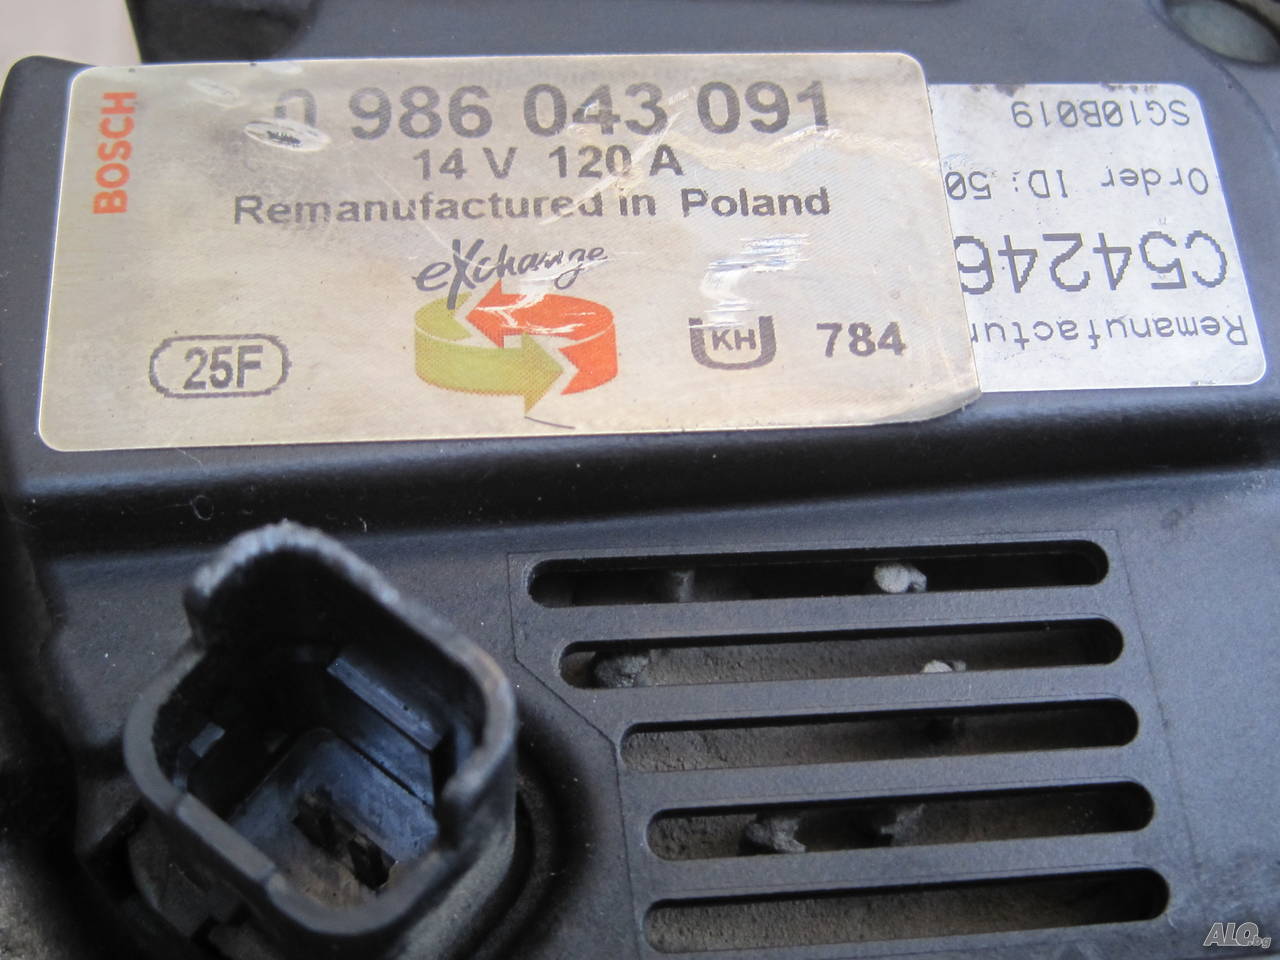 BOSCH
0 986 043 091
14 V 120 A
Remanufactured in Poland
eXchange
25F
KH
784
Remanufactur
C54246
Order ID: 50
SG10B019
ALO.bg